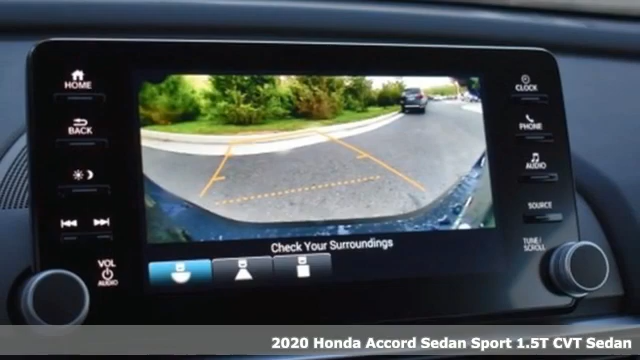 HOME
BACK
VOL
AUDIO
Check Your Surroundings
CLOCK
PHONE
AUDIO
SOURCE
TUNE/
SCROLL
2020 Honda Accord Sedan Sport 1.5T CVT Sedan